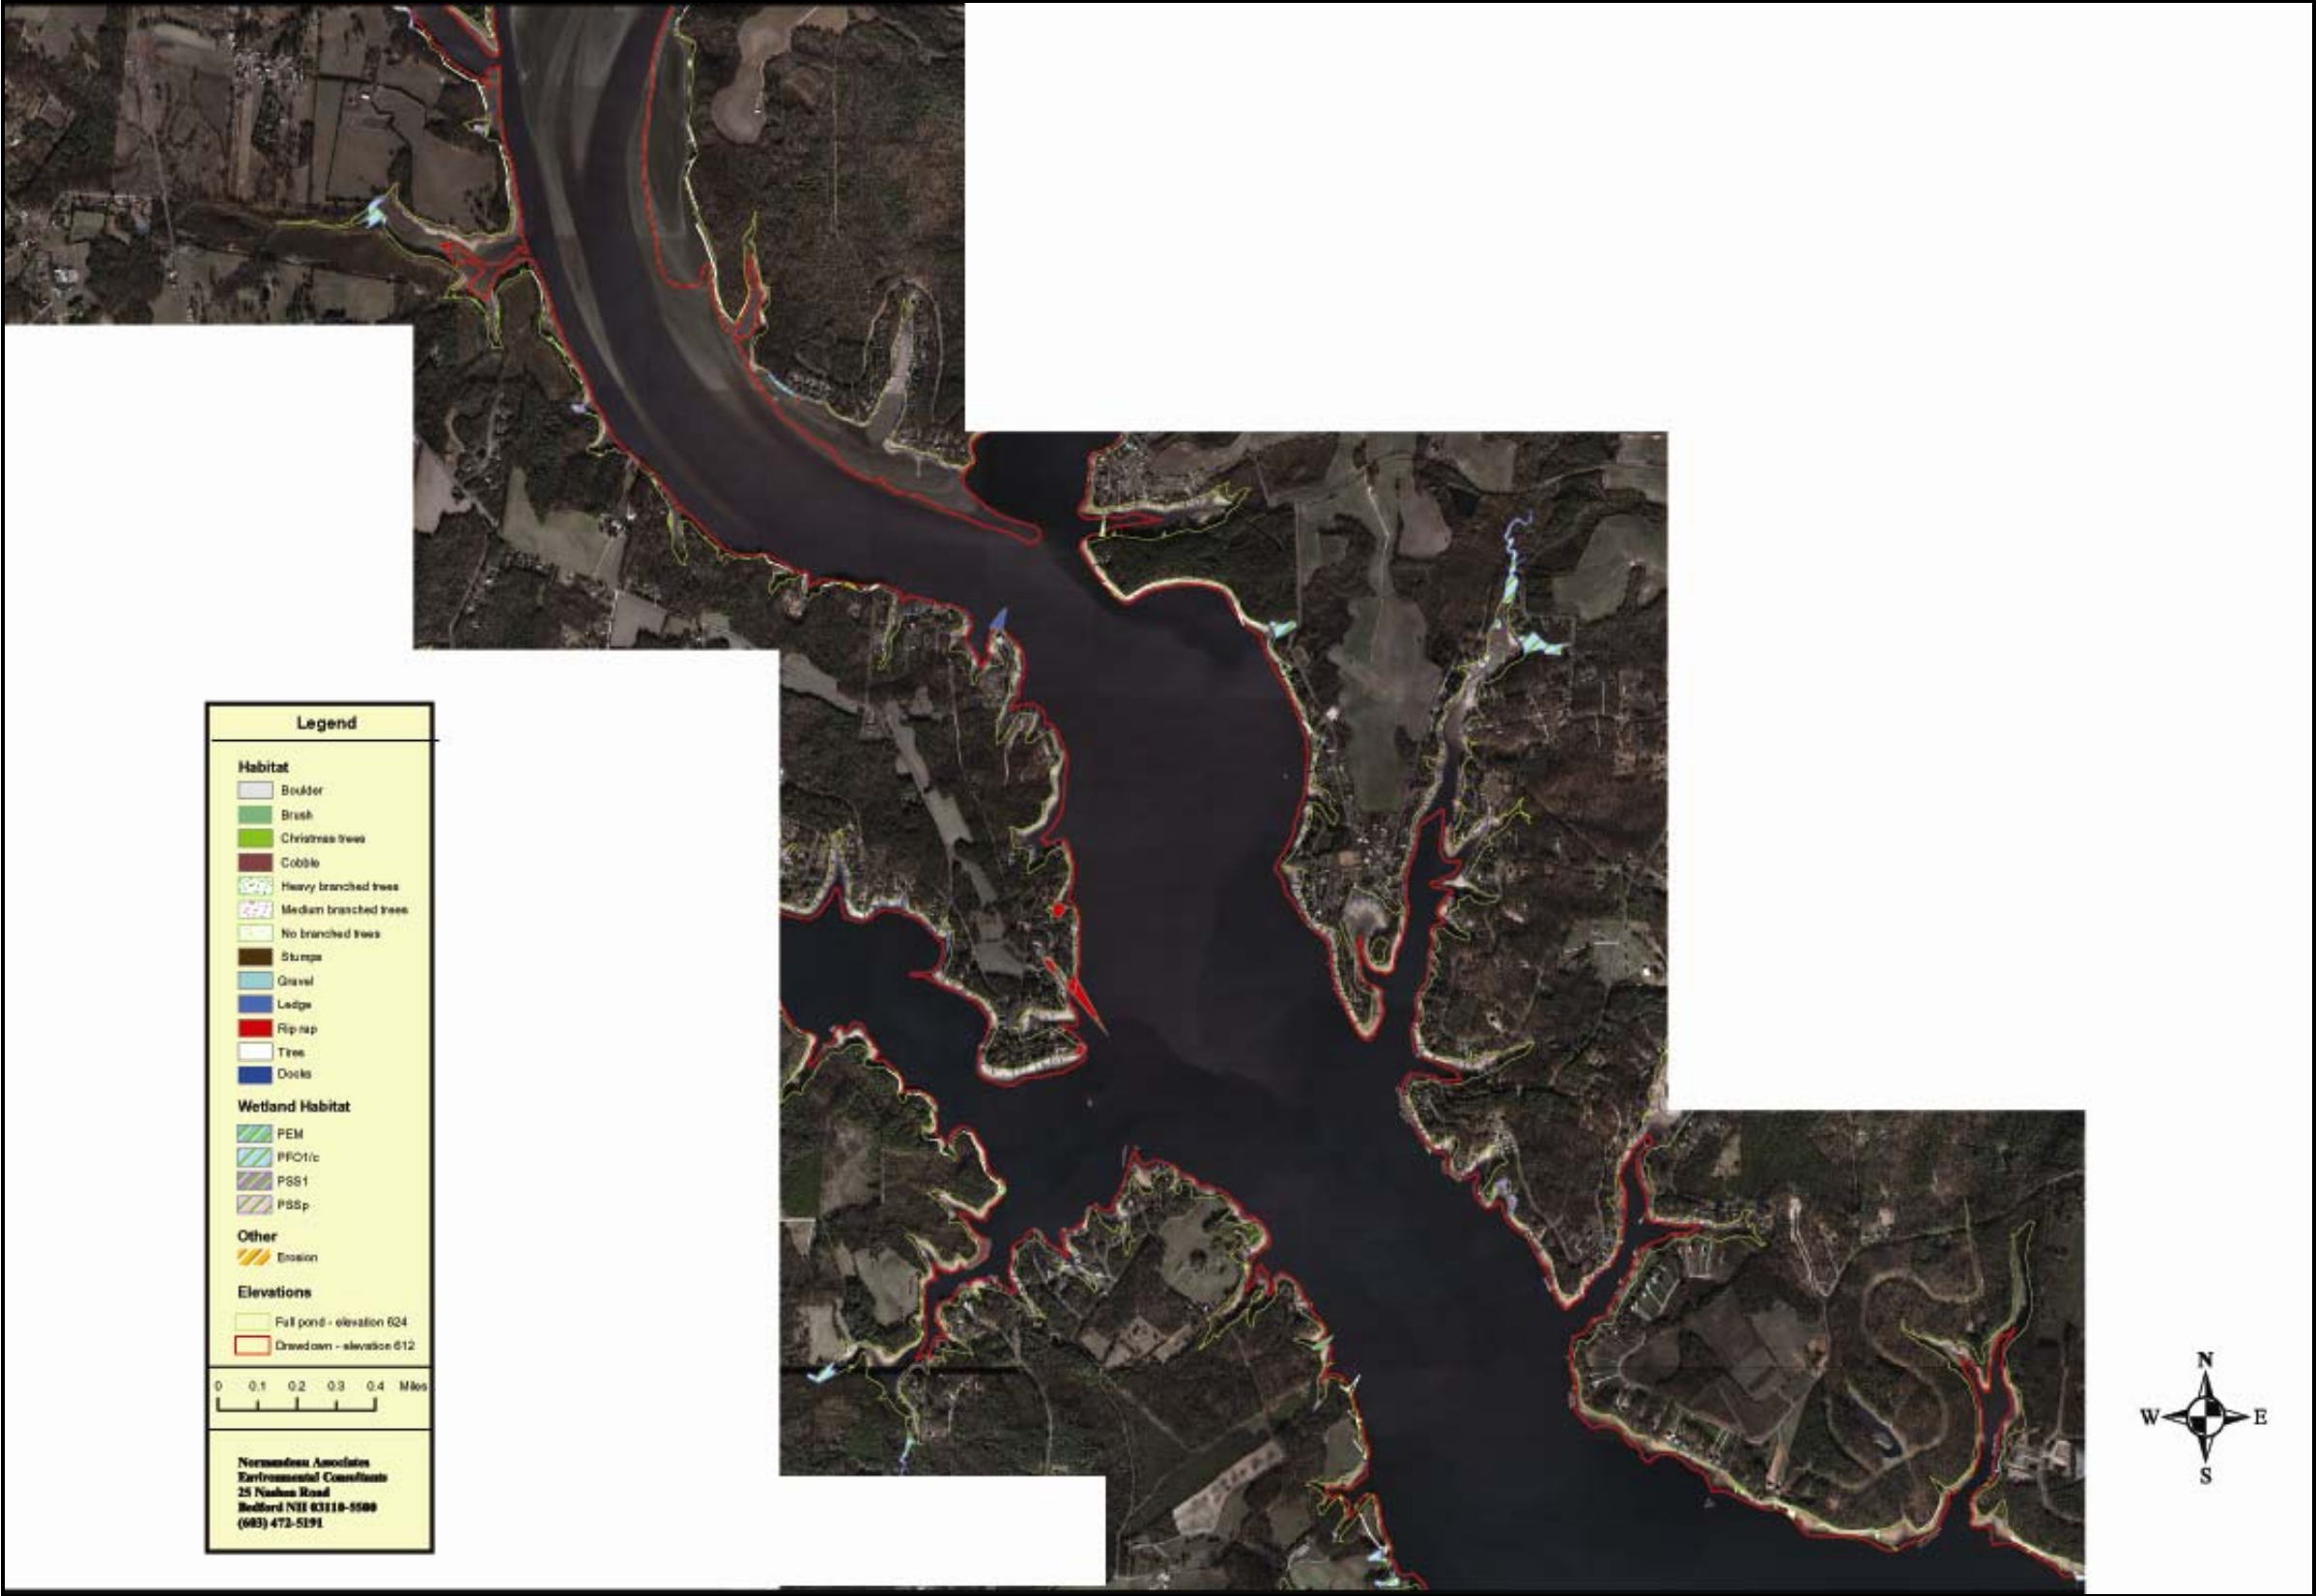 Legend
Habitat
Boulder
Brush
Christmas trees
Cobble
Heavy branched trees
Medium branched trees
No branched trees
Stumps
Gravel
Ledge
Rip rap
Tires
Docks
Wetland Habitat
PEM
PFO1/c
PSS1
PSSp
Other
Erosion
Elevations
Full pond - elevation 624
Drawdown - elevation 612
0 0.1 0.2 0.3 0.4 Miles
Normandeau Associates
Environmental Consultants
25 Nashua Road
Bedford NH 03110-5500
(603) 472-5191
N
W E
S